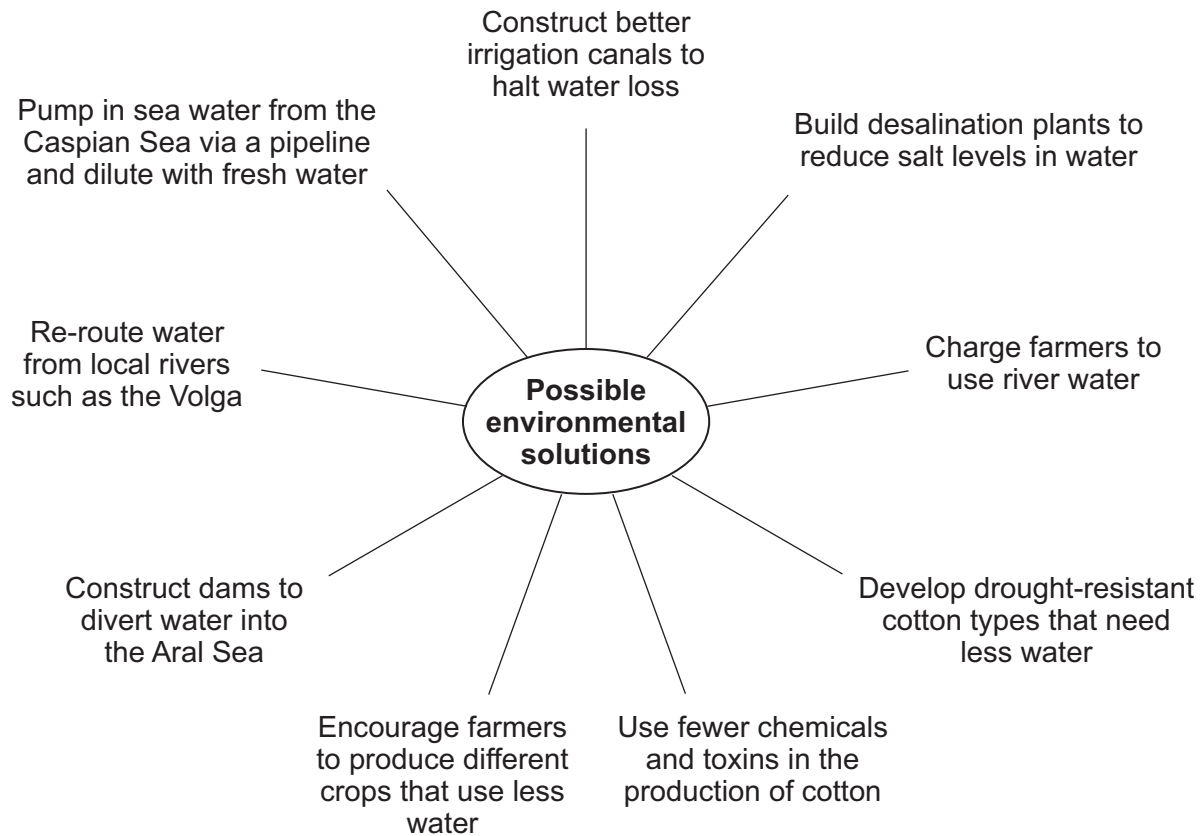 Construct better
irrigation canals to
halt water loss
Pump in sea water from the
Caspian Sea via a pipeline
and dilute with fresh water
Build desalination plants to
reduce salt levels in water
Re-route water
from local rivers
such as the Volga
Charge farmers to
use river water
Possible
environmental
solutions
Construct dams to
divert water into
the Aral Sea
Develop drought-resistant
cotton types that need
less water
Encourage farmers
to produce different
crops that use less
water
Use fewer chemicals
and toxins in the
production of cotton